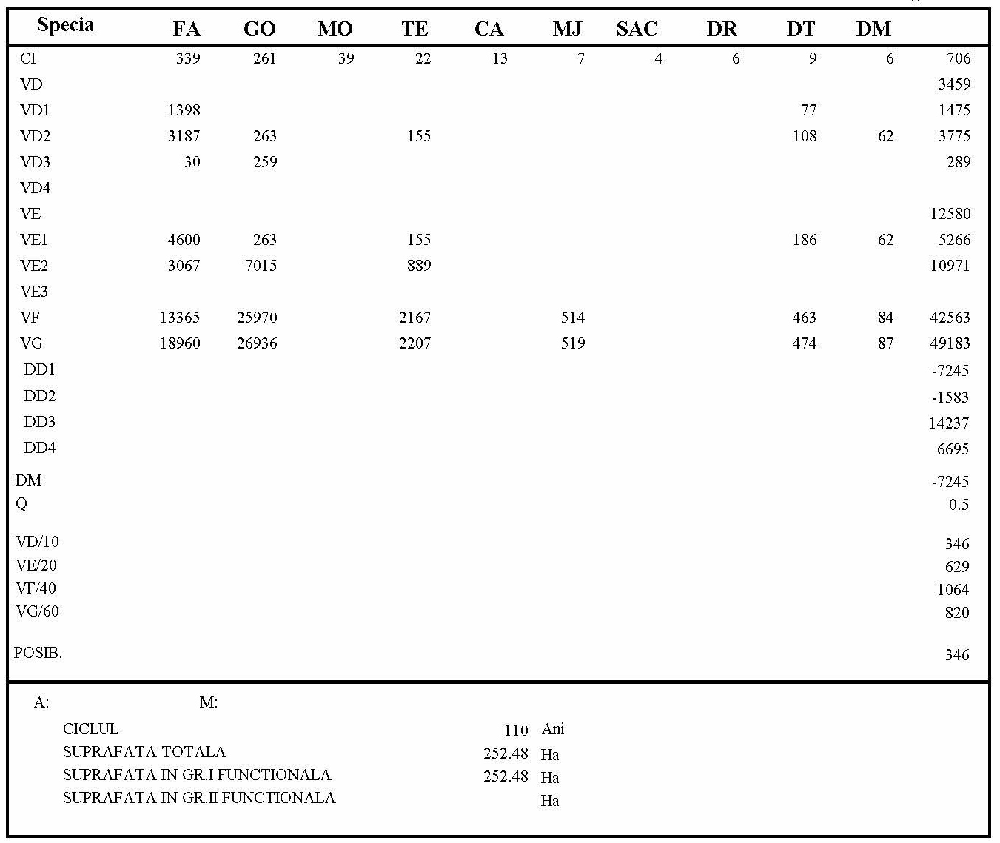 Specia FA GO MO TE CA MJ SAC DR DT DM
CI 339 261 39 22 13 7 4 6 9 6 706
VD 3459
VD1 1398 77 1475
VD2 3187 263 155 108 62 3775
VD3 30 259 289
VD4
VE 12580
VE1 4600 263 155 186 62 5266
VE2 3067 7015 889 10971
VE3
VF 13365 25970 2167 514 463 84 42563
VG 18960 26936 2207 519 474 87 49183
DD1 -7245
DD2 -1583
DD3 14237
DD4 6695
DM -7245
Q 0.5
VD/10 346
VE/20 629
VF/40 1064
VG/60 820
POSIB. 346
A: M:
CICLUL 110 Ani
SUPRAFATA TOTALA 252.48 Ha
SUPRAFATA IN GR.I FUNCTIONALA 252.48 Ha
SUPRAFATA IN GR.II FUNCTIONALA Ha